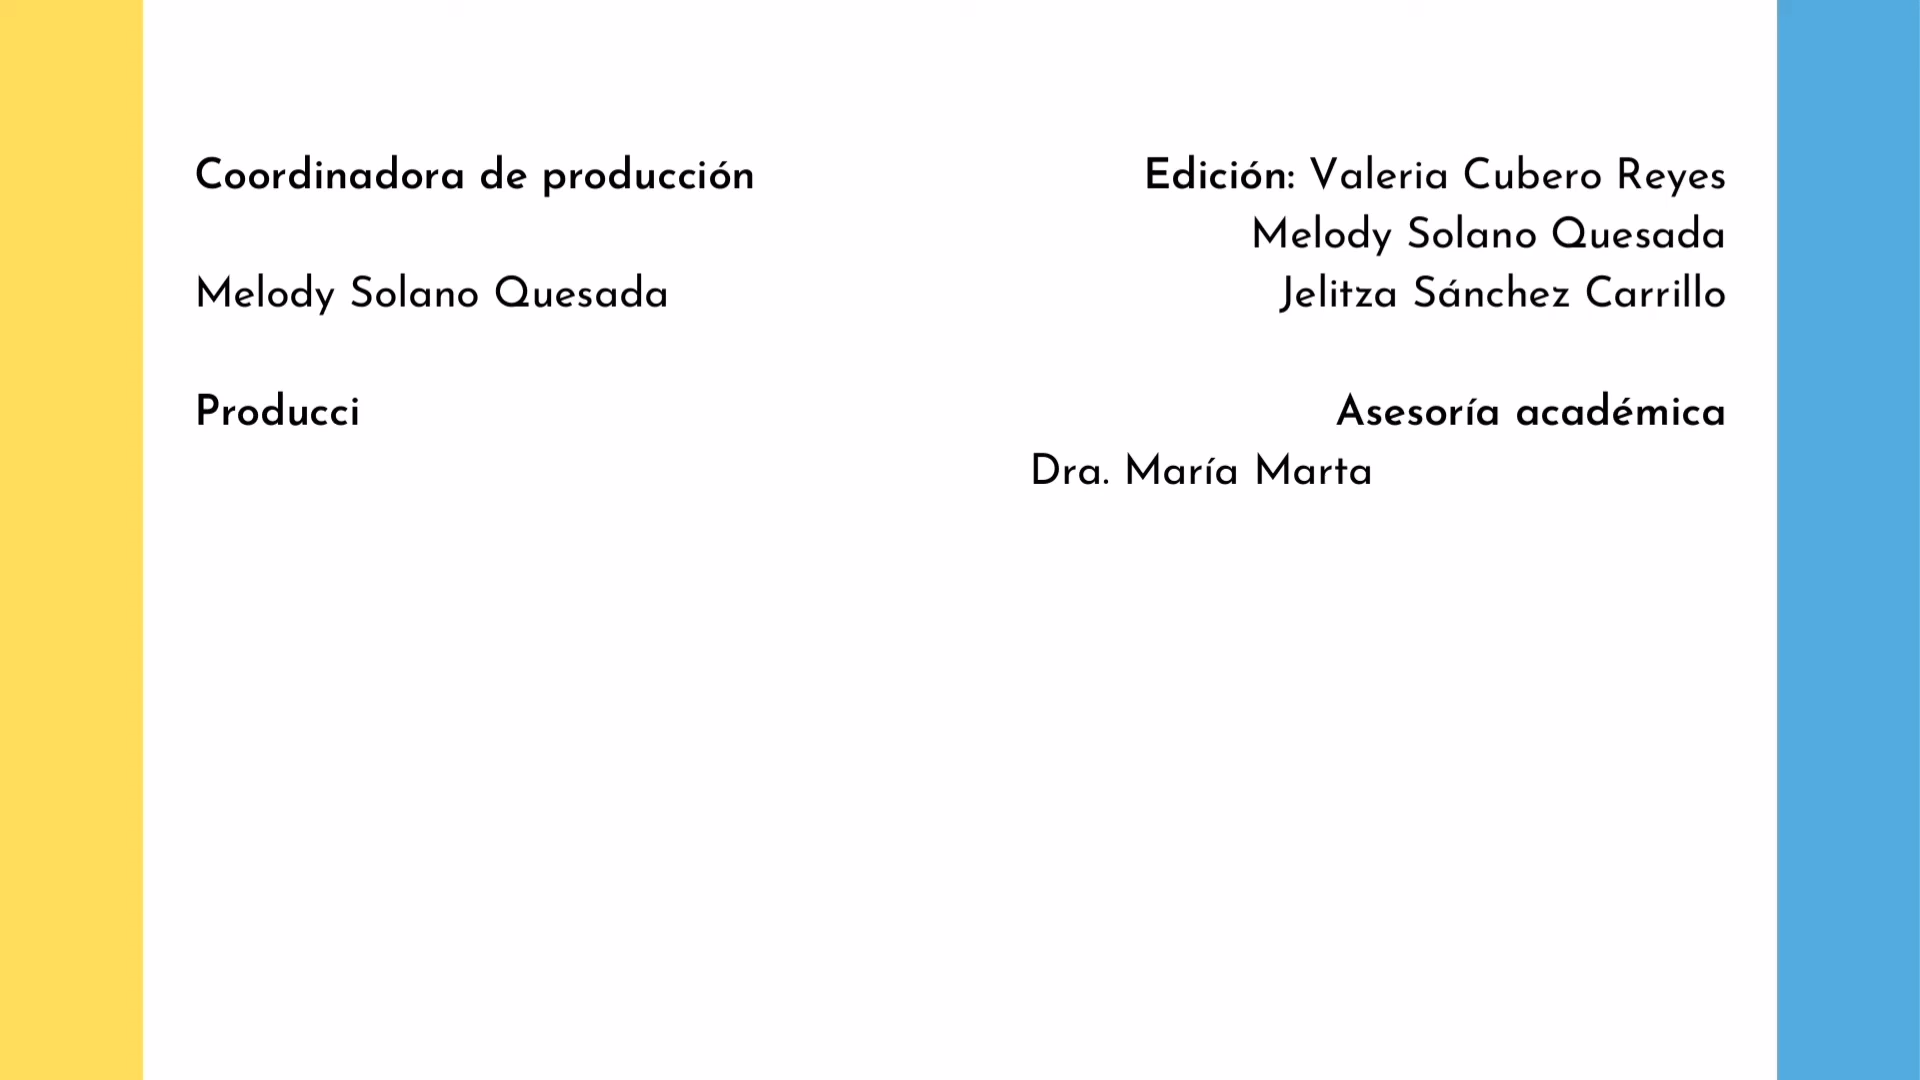 Coordinadora de producción
Melody Solano Quesada
Producci
Edición: Valeria Cubero Reyes
Melody Solano Quesada
Jelitza Sánchez Carrillo
Asesoría académica
Dra. María Marta